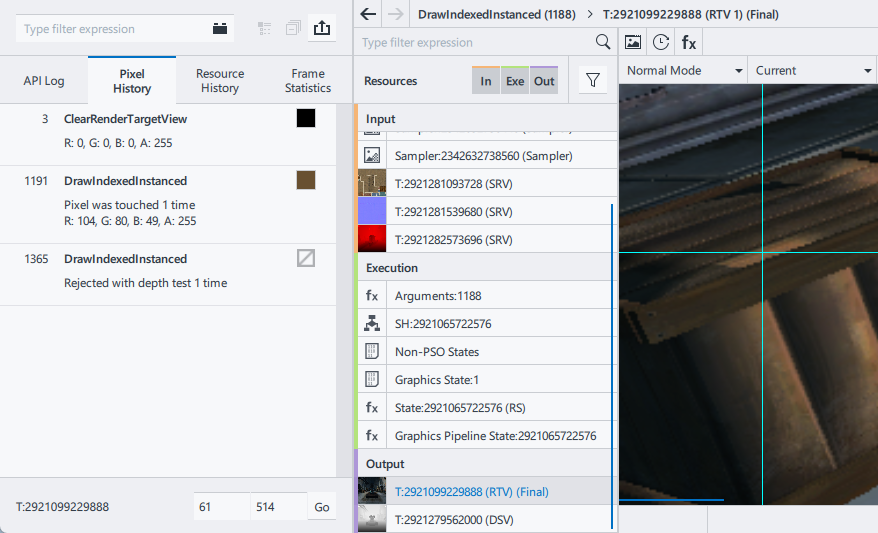 Type filter expression
API Log
Pixel
History
Resource
History
Frame
Statistics
3 ClearRenderTargetView
R: 0, G: 0, B: 0, A: 255
1191 DrawIndexedInstanced
Pixel was touched 1 time
R: 104, G: 80, B: 49, A: 255
1365 DrawIndexedInstanced
Rejected with depth test 1 time
T:2921099229888 61 514 Go
DrawIndexedInstanced (1188) > T:2921099229888 (RTV 1) (Final)
Type filter expression
fx
Resources In Exe Out
Normal Mode Current
Input
Sampler:2342632738560 (Sampler)
T:2921281093728 (SRV)
T:2921281539680 (SRV)
T:2921282573696 (SRV)
Execution
fx Arguments:1188
SH:2921065722576
Non-PSO States
Graphics State:1
fx State:2921065722576 (RS)
fx Graphics Pipeline State:2921065722576
Output
T:2921099229888 (RTV) (Final)
T:2921279562000 (DSV)